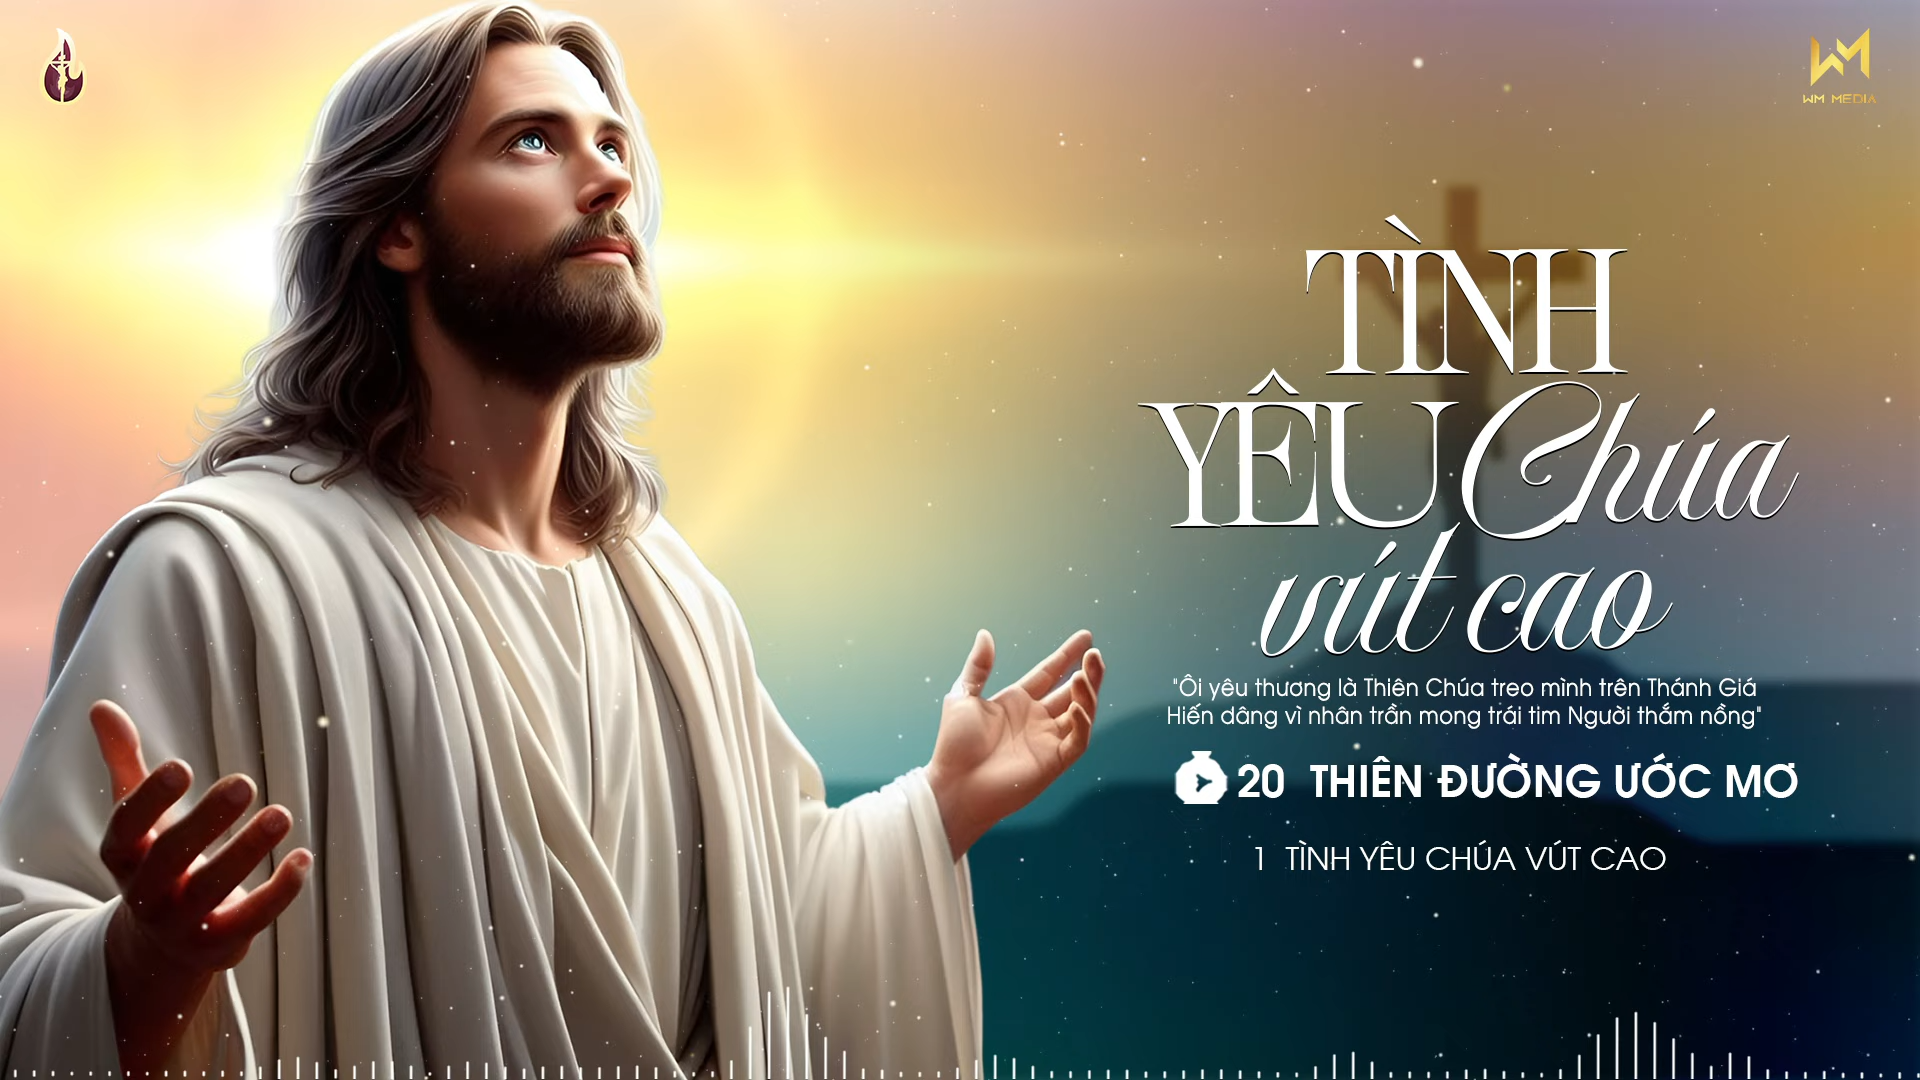 WM MEDIA
TÌNH
YÊU Chúa
vút cao
"Ôi yêu thương là Thiên Chúa treo mình trên Thánh Giá
Hiến dâng vì nhân trần mong trái tim Người thắm nồng"
20 THIÊN ĐƯỜNG ƯỚC MƠ
1 TÌNH YÊU CHÚA VÚT CAO